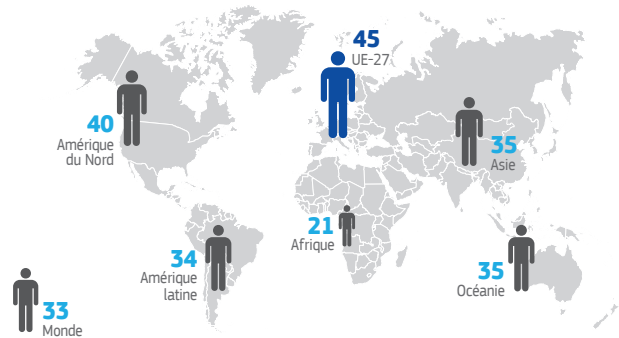 45
UE-27
40
Amérique
du Nord
35
Asie
21
Afrique
34
Amérique
latine
35
Océanie
33
Monde